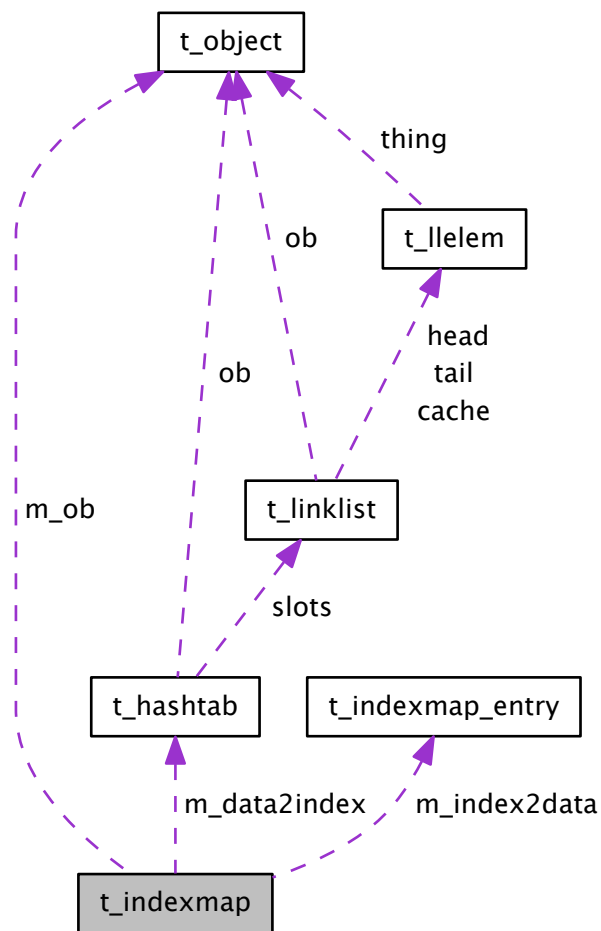 t_object
thing
t_llelem
ob
head
tail
cache
ob
t_linklist
m_ob
slots
t_hashtab
t_indexmap_entry
m_data2index
m_index2data
t_indexmap